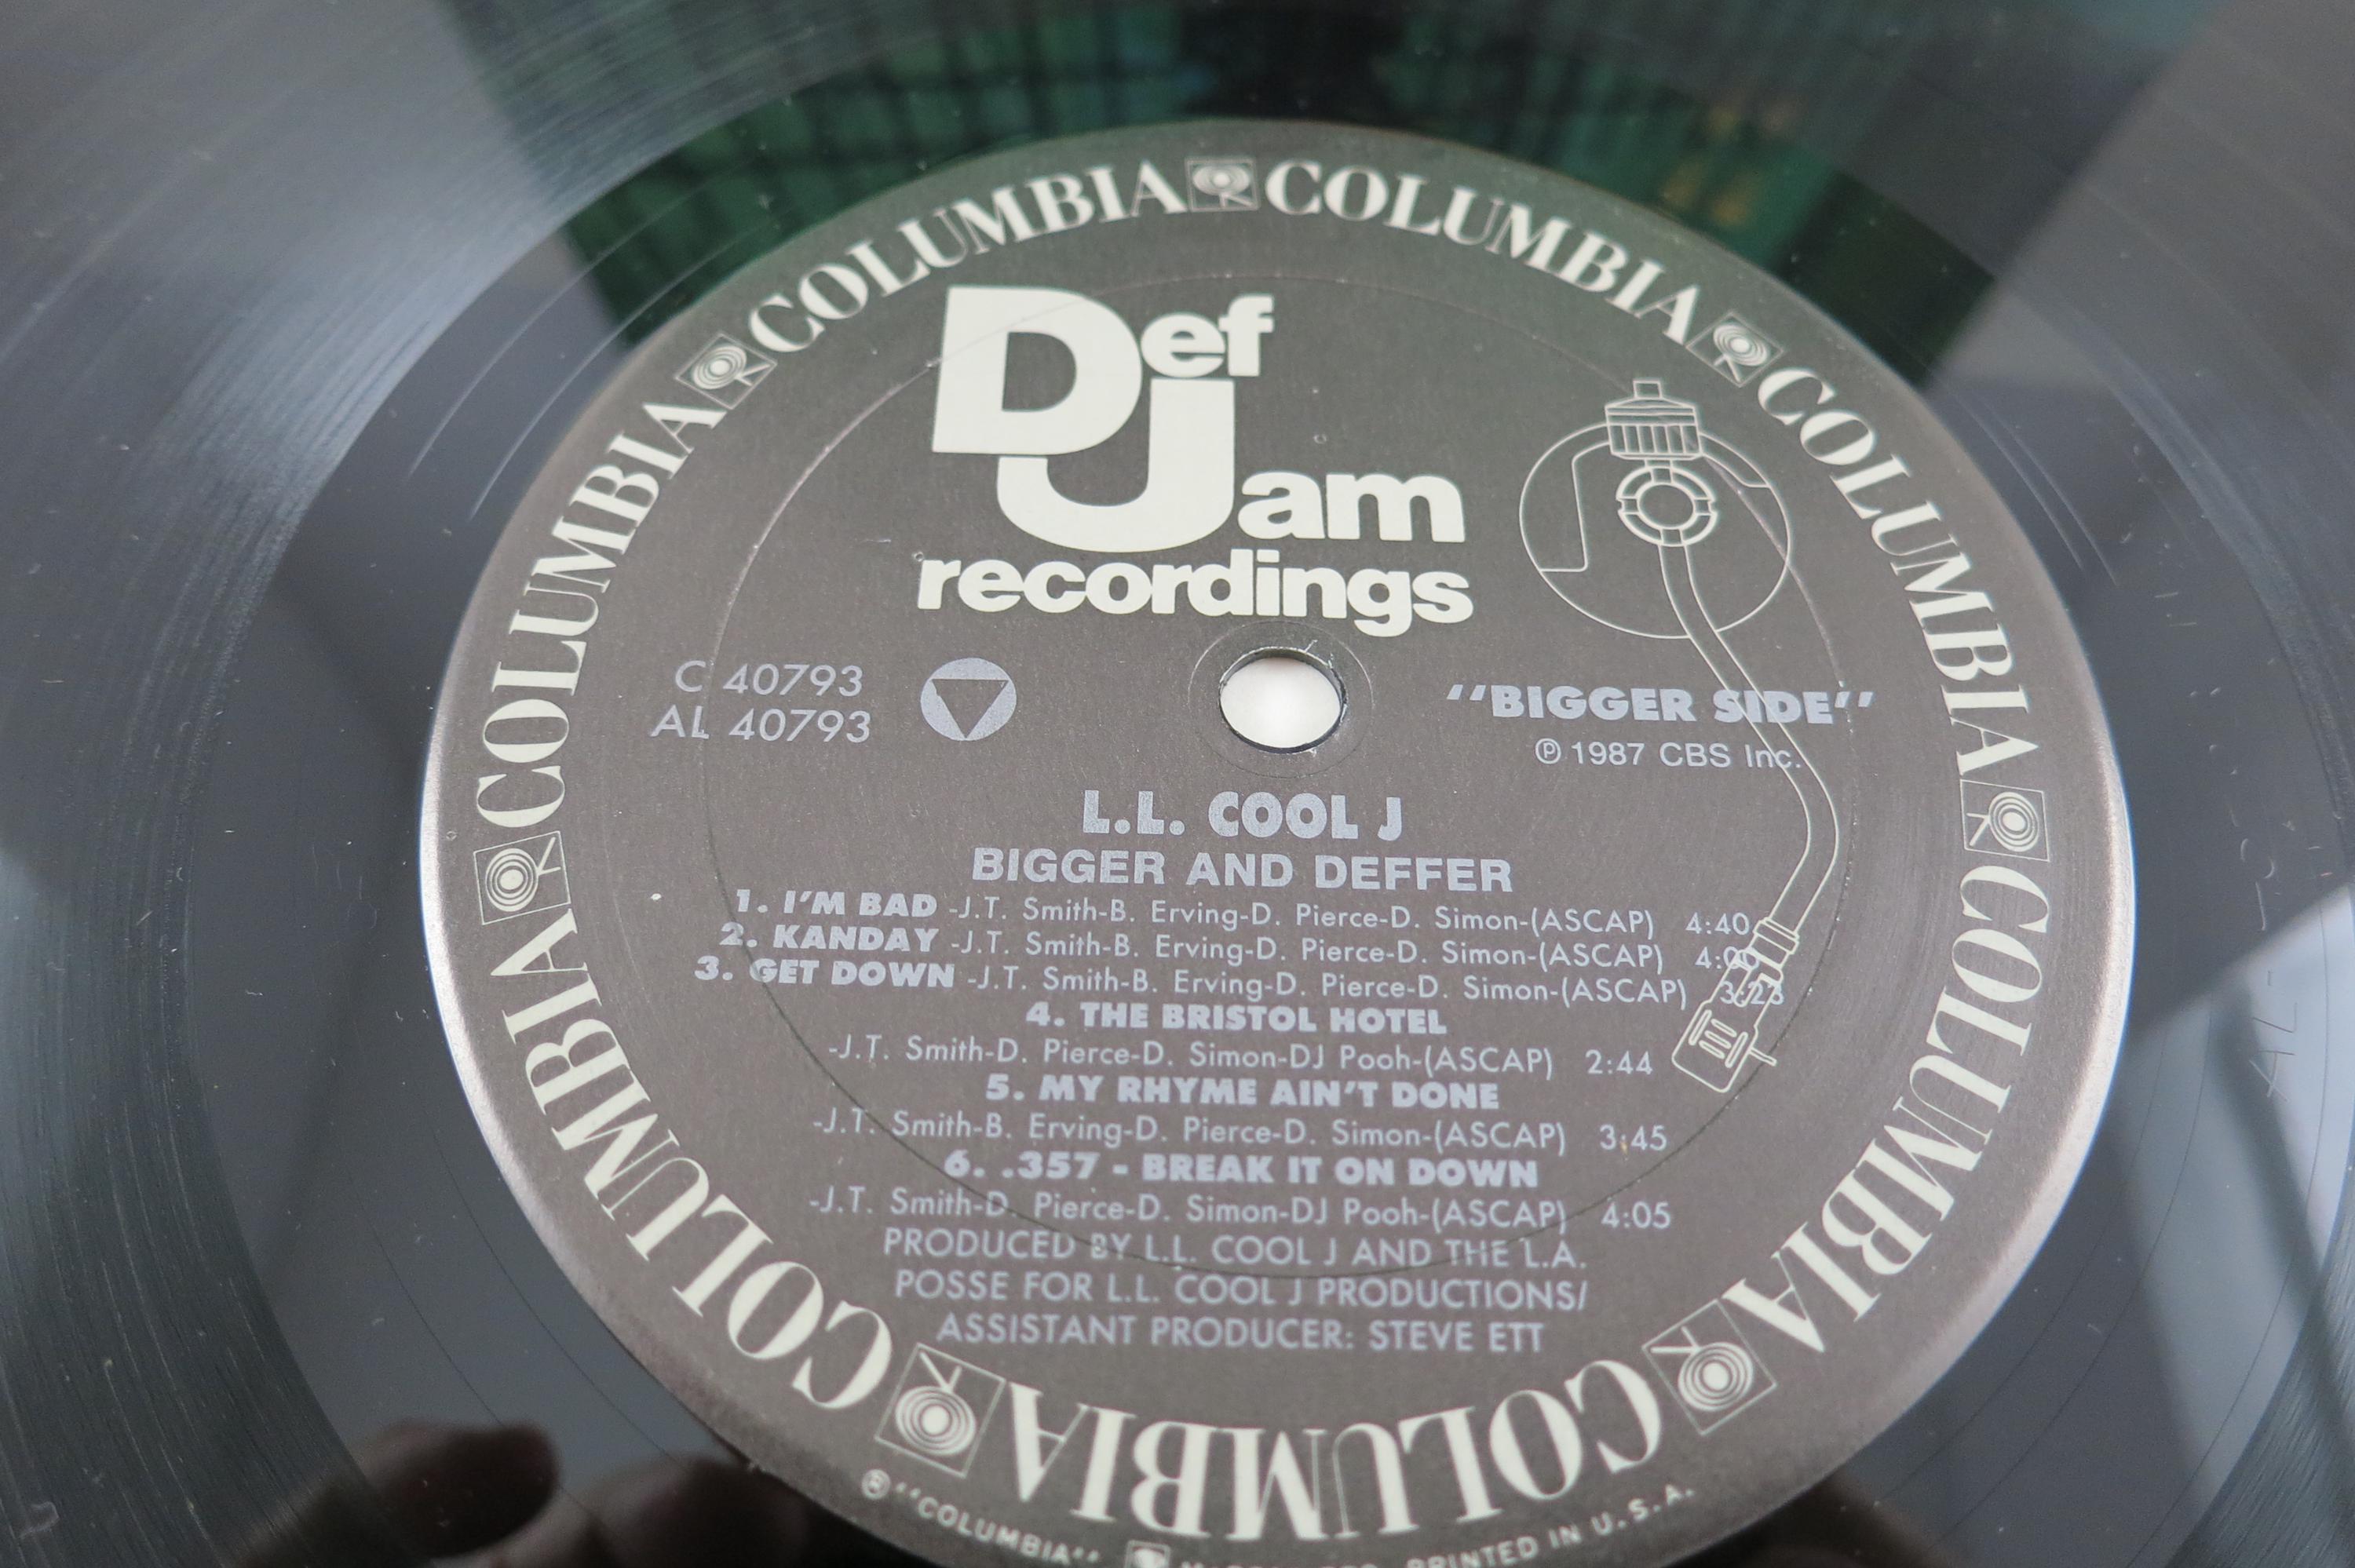 COLUMBIA COLUMBIA COLUMBIA COLUMBIA COLUMBIA COLUMBIA COLUMBIA COLUMBIA
Def
Jam
recordings
C 40793
AL 40793
"BIGGER SIDE"
℗ 1987 CBS Inc.
L.L. COOL J
BIGGER AND DEFFER
1. I'M BAD -J.T. Smith-B. Erving-D. Pierce-D. Simon-(ASCAP) 4:40
2. KANDAY -J.T. Smith-B. Erving-D. Pierce-D. Simon-(ASCAP)
3. GET DOWN -J.T. Smith-B. Erving-D. Pierce-D. Simon-(ASCAP) 3:23
4. THE BRISTOL HOTEL
-J.T. Smith-D. Pierce-D. Simon-DJ Pooh-(ASCAP) 2:44
5. MY RHYME AIN'T DONE
-J.T. Smith-B. Erving-D. Pierce-D. Simon-(ASCAP) 3:45
6. .357 - BREAK IT ON DOWN
-J.T. Smith-D. Pierce-D. Simon-DJ Pooh-(ASCAP) 4:05
PRODUCED BY L.L. COOL J AND THE L.A.
POSSE FOR L.L. COOL J PRODUCTIONS/
ASSISTANT PRODUCER: STEVE ETT
® "COLUMBIA" PRINTED IN U.S.A.